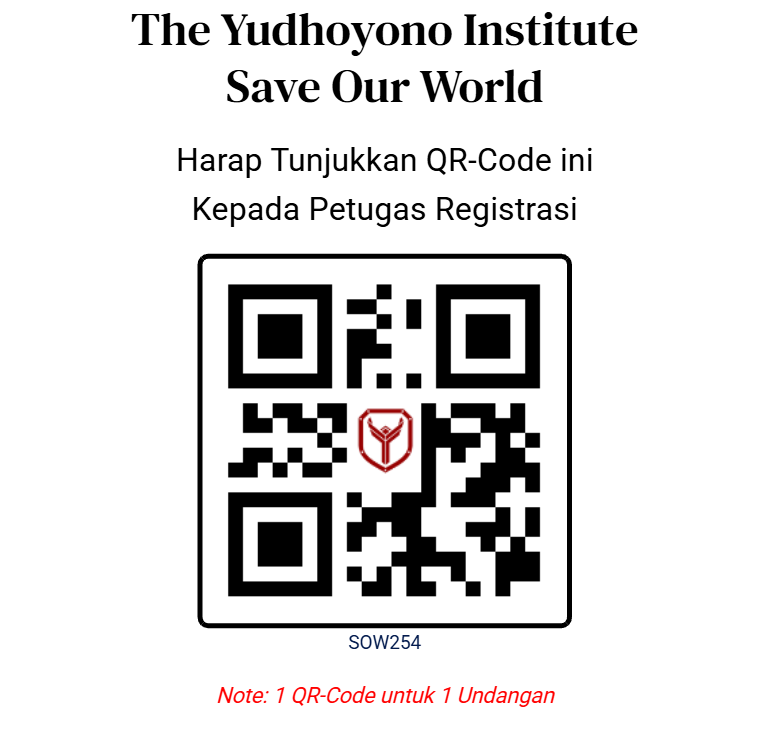 The Yudhoyono Institute
Save Our World
Harap Tunjukkan QR-Code ini
Kepada Petugas Registrasi
SOW254
Note: 1 QR-Code untuk 1 Undangan